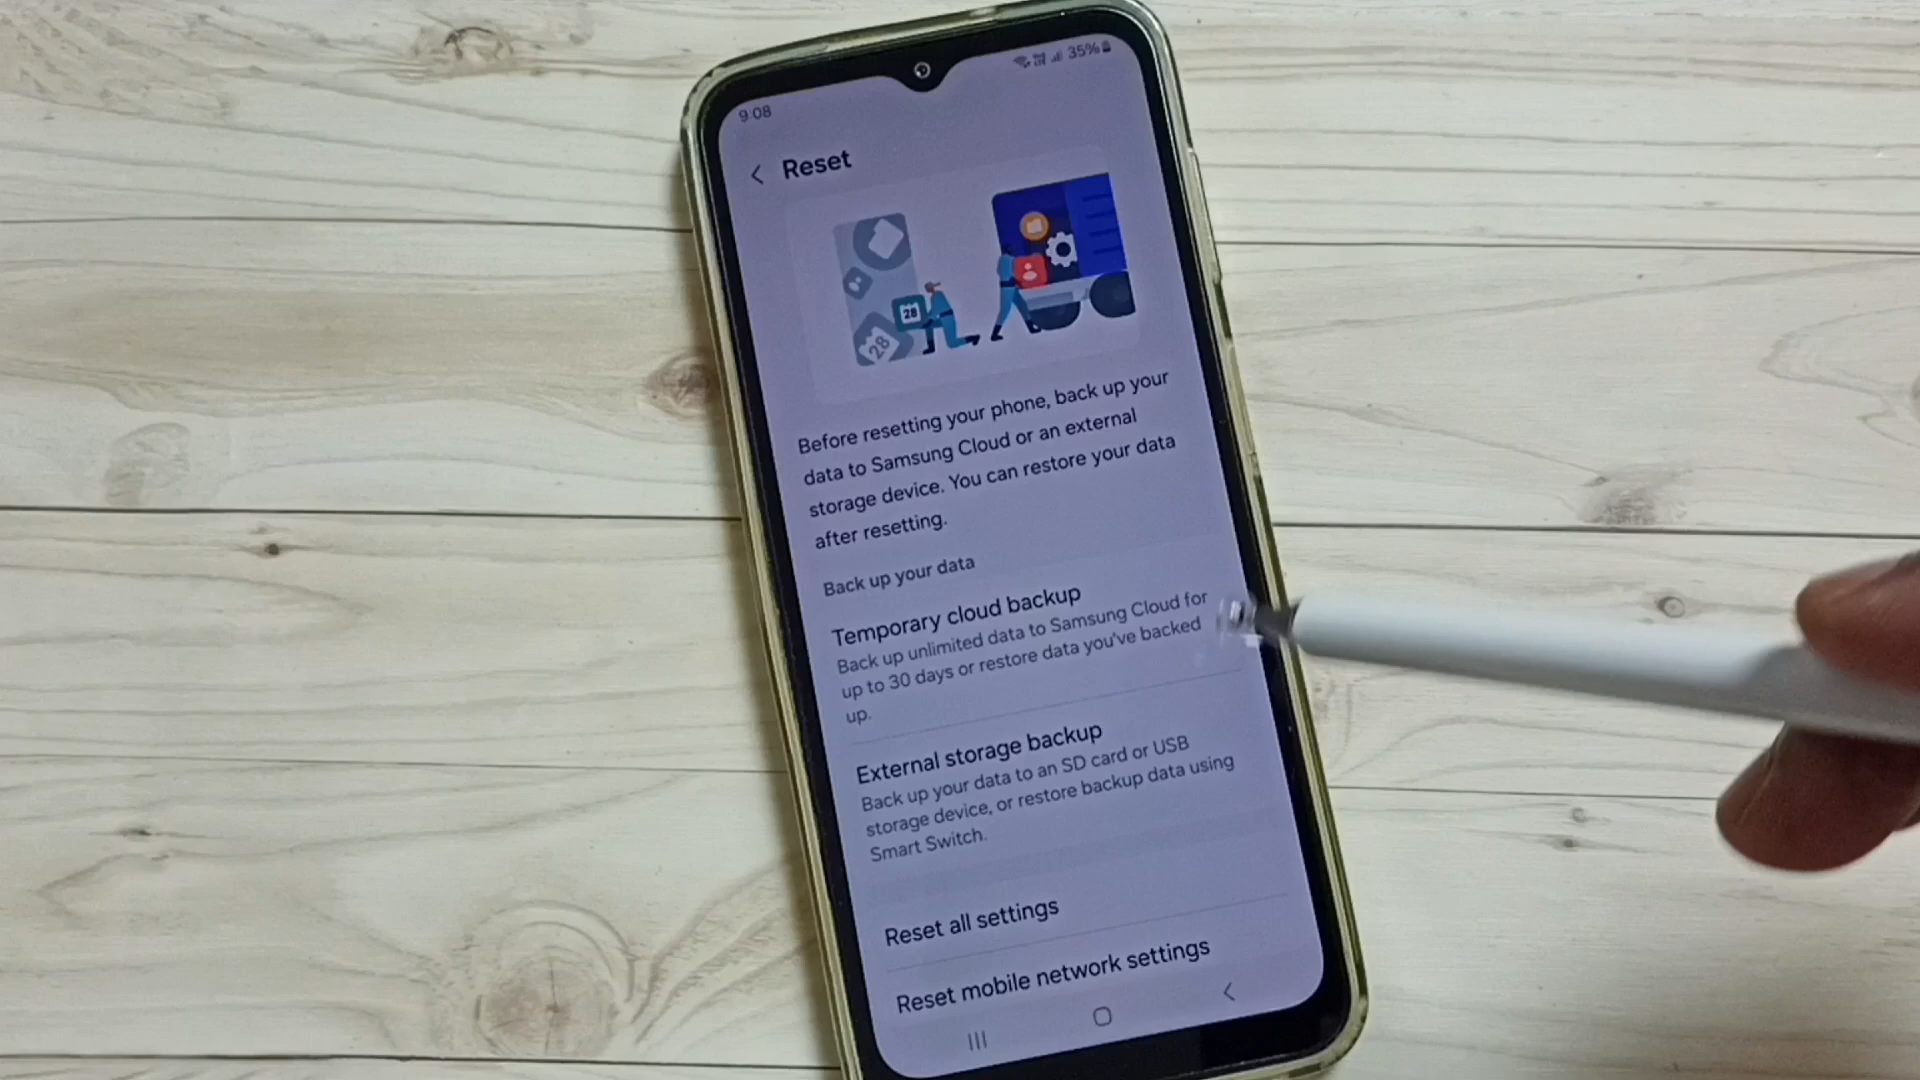 9:08
35%
Reset
28
28
Before resetting your phone, back up your
data to Samsung Cloud or an external
storage device. You can restore your data
after resetting.
Back up your data
Temporary cloud backup
Back up unlimited data to Samsung Cloud for
up to 30 days or restore data you've backed
up.
External storage backup
Back up your data to an SD card or USB
storage device, or restore backup data using
Smart Switch.
Reset all settings
Reset mobile network settings